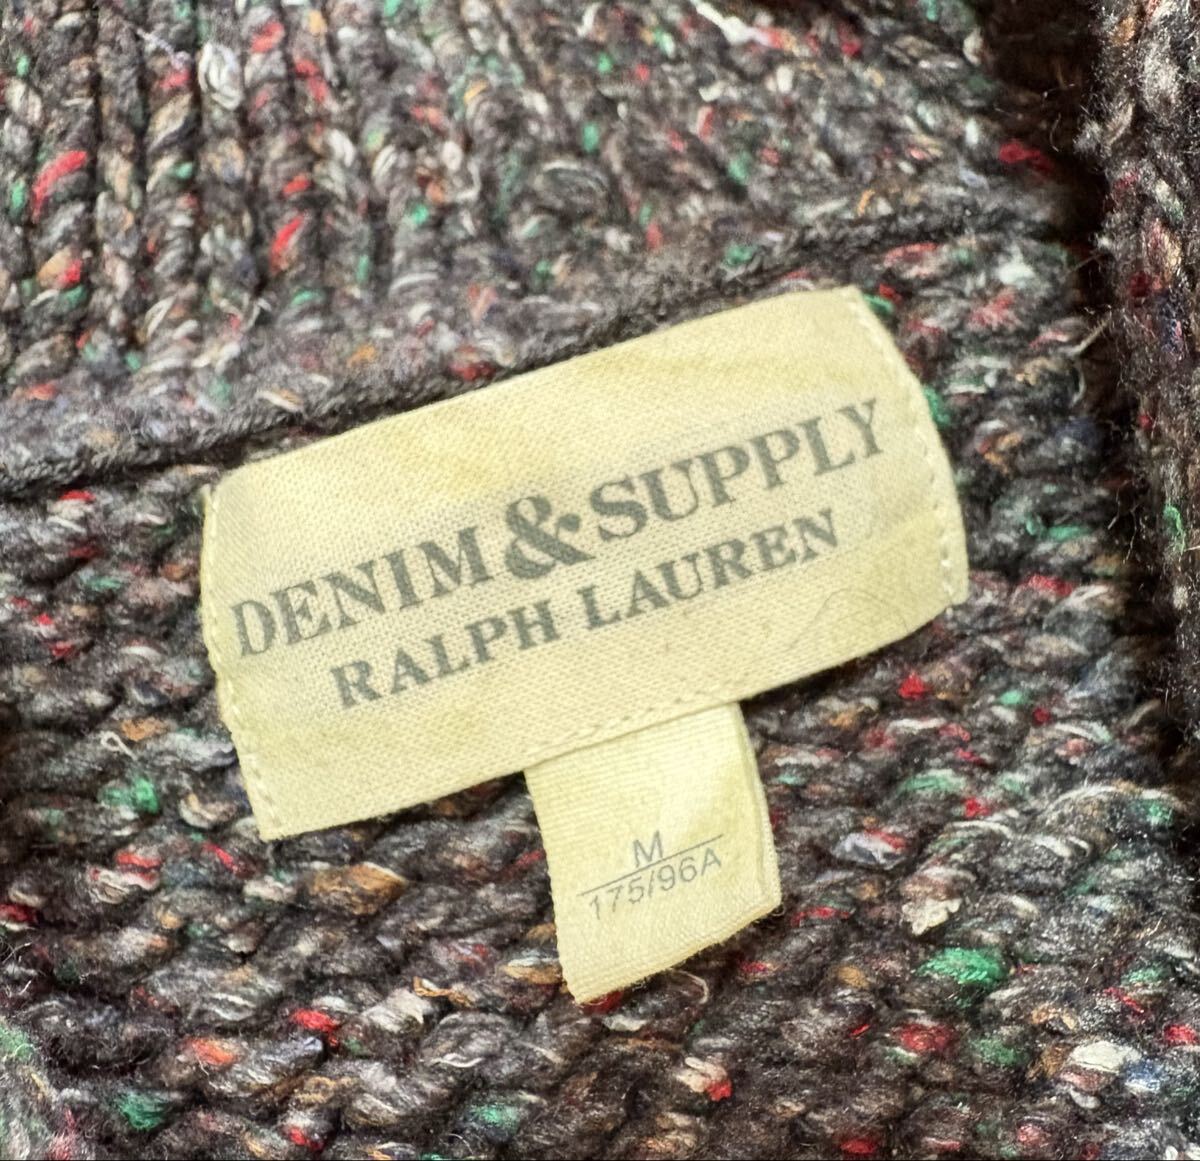 DENIM & SUPPLY
RALPH LAUREN
M
175/96A